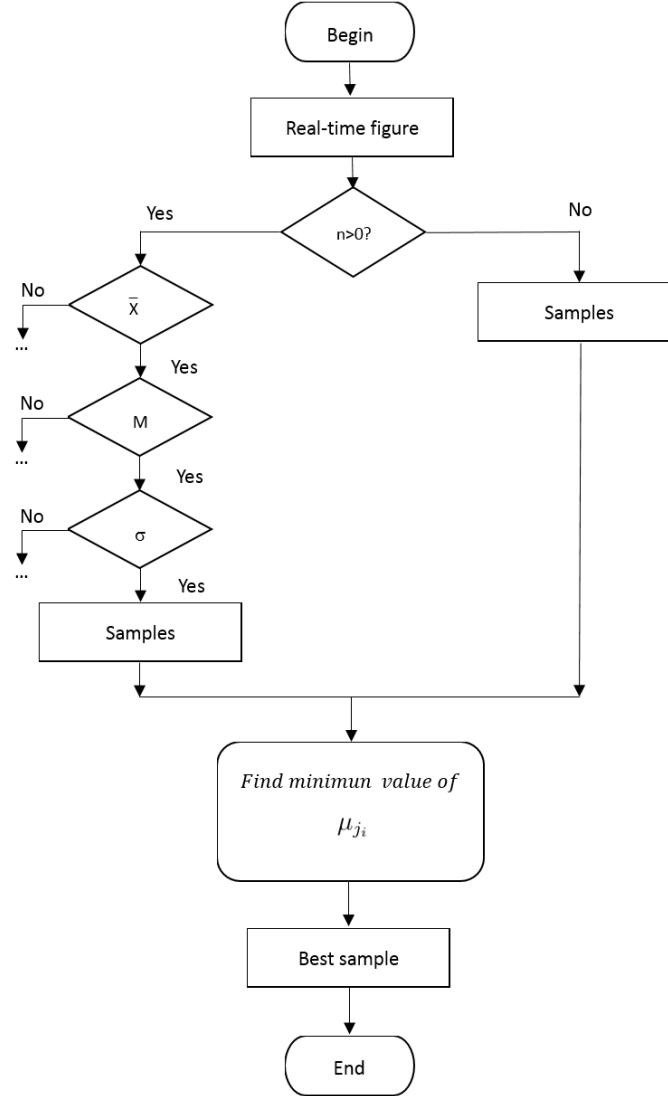 Begin
Real-time figure
n>0?
Yes
No
X̄
No
...
Yes
Samples
M
No
...
Yes
σ
No
...
Yes
Samples
Find minimun value of
μ_{j_i}
Best sample
End